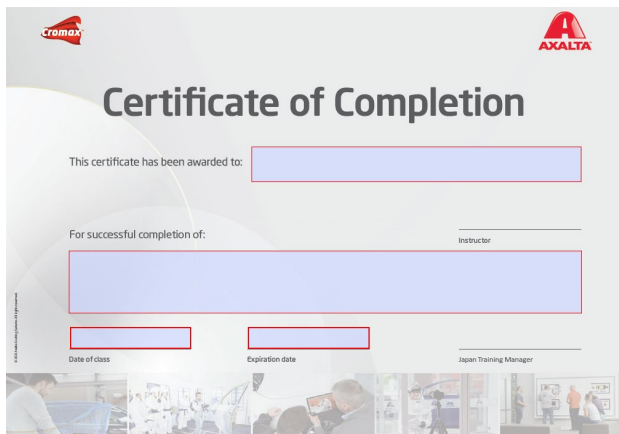 Cromax
AXALTA
Certificate of Completion
This certificate has been awarded to:
For successful completion of:
Instructor
Date of class
Expiration date
Japan Training Manager